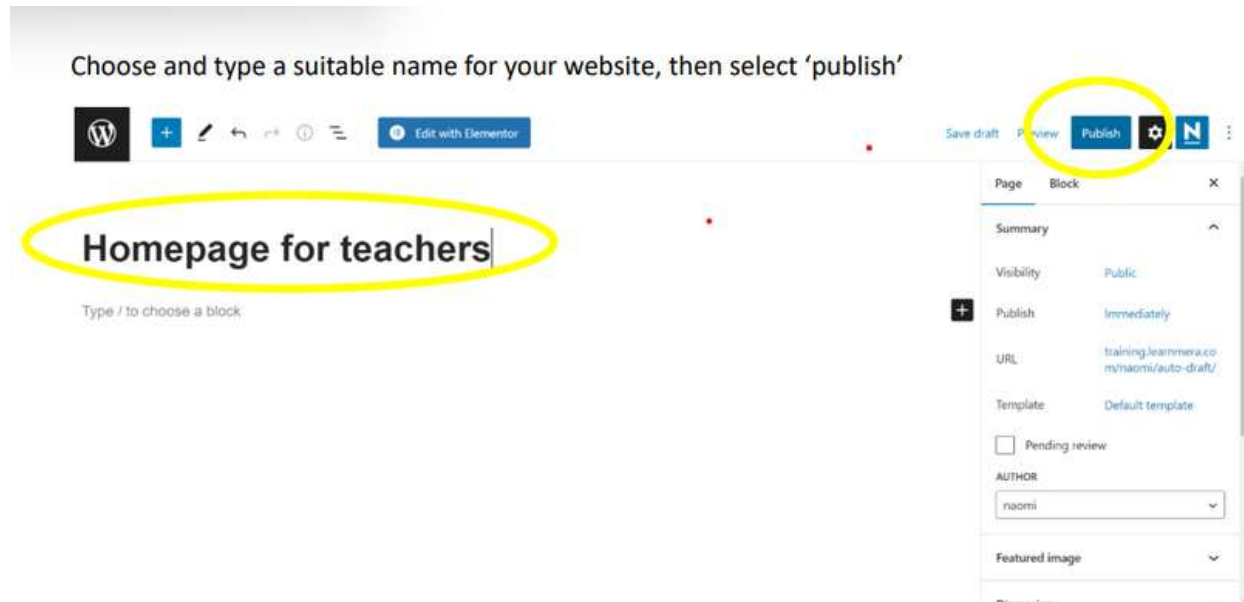 Choose and type a suitable name for your website, then select ‘publish’
Edit with Elementor
Save draft Preview Publish N
Page Block
Homepage for teachers
Summary
Visibility Public
Type / to choose a block
Publish Immediately
URL training.learnmera.co
m/naomi/auto-draft/
Template Default template
Pending review
AUTHOR
naomi
Featured image